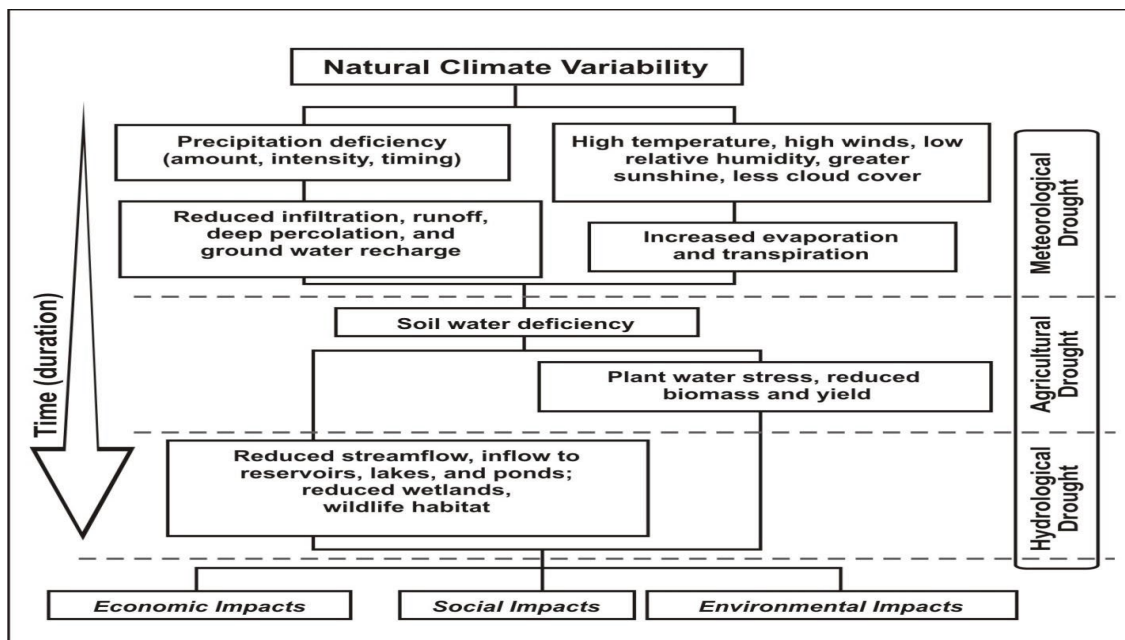 Natural Climate Variability
Precipitation deficiency
(amount, intensity, timing)
High temperature, high winds, low
relative humidity, greater
sunshine, less cloud cover
Reduced infiltration, runoff,
deep percolation, and
ground water recharge
Increased evaporation
and transpiration
Meteorological
Drought
Time (duration)
Soil water deficiency
Plant water stress, reduced
biomass and yield
Agricultural
Drought
Reduced streamflow, inflow to
reservoirs, lakes, and ponds;
reduced wetlands,
wildlife habitat
Hydrological
Drought
Economic Impacts
Social Impacts
Environmental Impacts